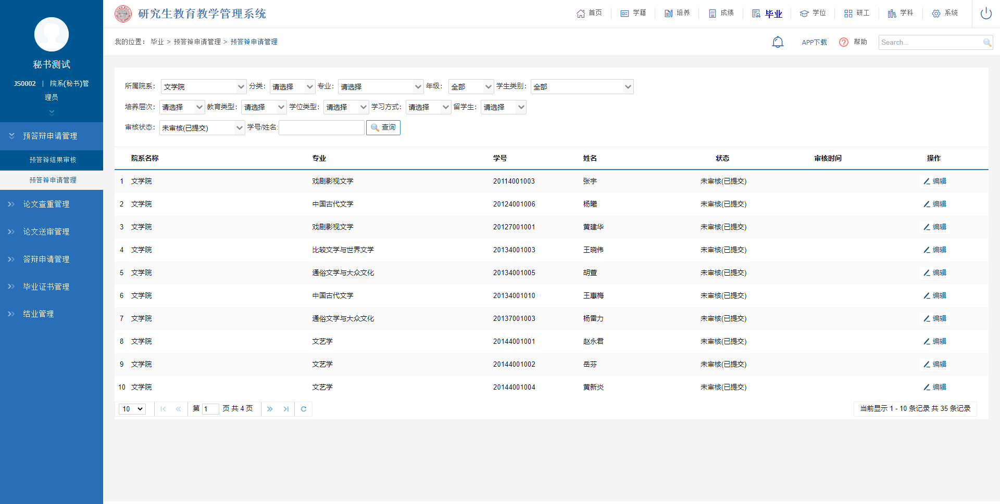 研究生教育教学管理系统
首页 学籍 培养 成绩 毕业 学位 研工 学科 系统
我的位置： 毕业 > 预答辩申请管理 > 预答辩申请管理
APP下载 帮助 Search...
秘书测试
JS0002 | 院系(秘书)管
理员
预答辩申请管理
预答辩结果审核
预答辩申请管理
论文查重管理
论文送审管理
答辩申请管理
毕业证书管理
结业管理
所属院系： 文学院 分类： 请选择 专业： 请选择 年级： 全部 学生类别： 全部
培养层次： 请选择 教育类型： 请选择 学位类型： 请选择 学习方式： 请选择 留学生： 请选择
审核状态： 未审核(已提交) 学号/姓名: 查询
院系名称 专业 学号 姓名 状态 审核时间 操作
1 文学院 戏剧影视文学 20114001003 张宇 未审核(已提交) 编辑
2 文学院 中国古代文学 20124001006 杨曦 未审核(已提交) 编辑
3 文学院 戏剧影视文学 20127001001 黄建华 未审核(已提交) 编辑
4 文学院 比较文学与世界文学 20134001003 王晓伟 未审核(已提交) 编辑
5 文学院 通俗文学与大众文化 20134001005 胡萱 未审核(已提交) 编辑
6 文学院 中国古代文学 20134001010 王惠梅 未审核(已提交) 编辑
7 文学院 通俗文学与大众文化 20137001003 杨雷力 未审核(已提交) 编辑
8 文学院 文艺学 20144001001 赵永君 未审核(已提交) 编辑
9 文学院 文艺学 20144001002 岳芬 未审核(已提交) 编辑
10 文学院 文艺学 20144001004 黄新炎 未审核(已提交) 编辑
10 第 1 页 共 4 页
当前显示 1 - 10 条记录 共 35 条记录